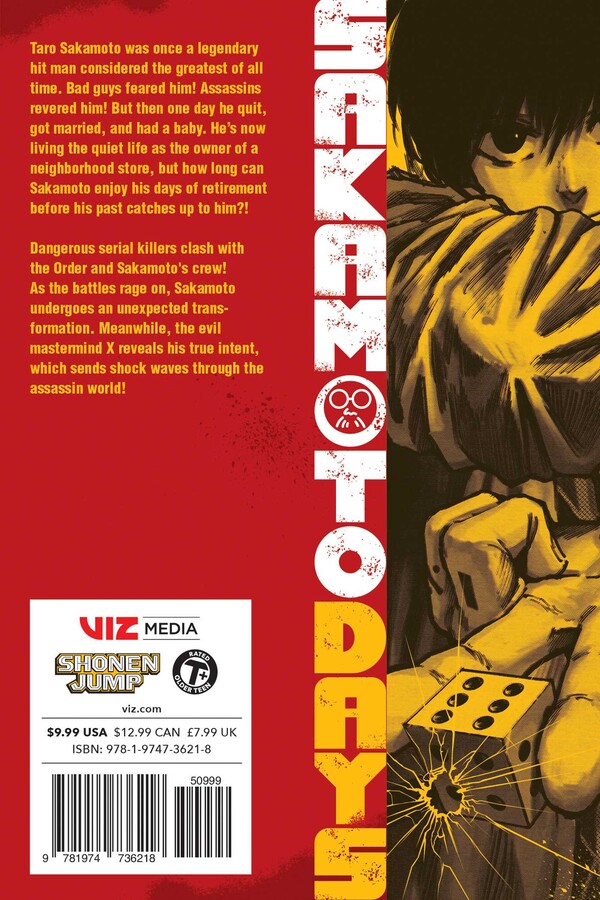 Taro Sakamoto was once a legendary
hit man considered the greatest of all
time. Bad guys feared him! Assassins
revered him! But then one day he quit,
got married, and had a baby. He's now
living the quiet life as the owner of a
neighborhood store, but how long can
Sakamoto enjoy his days of retirement
before his past catches up to him?!
Dangerous serial killers clash with
the Order and Sakamoto's crew!
As the battles rage on, Sakamoto
undergoes an unexpected trans-
formation. Meanwhile, the evil
mastermind X reveals his true intent,
which sends shock waves through the
assassin world!
SAKAMOTO DAYS
VIZ MEDIA
SHONEN
JUMP
RATED
T+
OLDER TEEN
viz.com
$9.99 USA $12.99 CAN £7.99 UK
ISBN: 978-1-9747-3621-8
50999
9 781974 736218